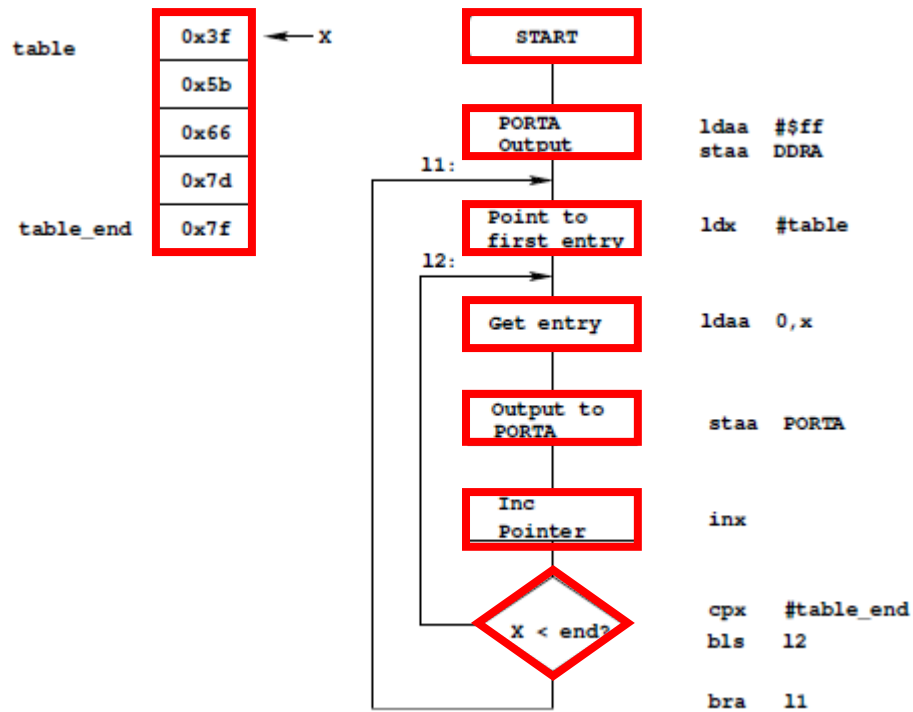 table
0x3f
X
0x5b
0x66
0x7d
table_end
0x7f
START
PORTA
Output
ldaa #$ff
staa DDRA
l1:
Point to
first entry
ldx #table
l2:
Get entry
ldaa 0,x
Output to
PORTA
staa PORTA
Inc
Pointer
inx
X < end?
cpx #table_end
bls l2
bra l1